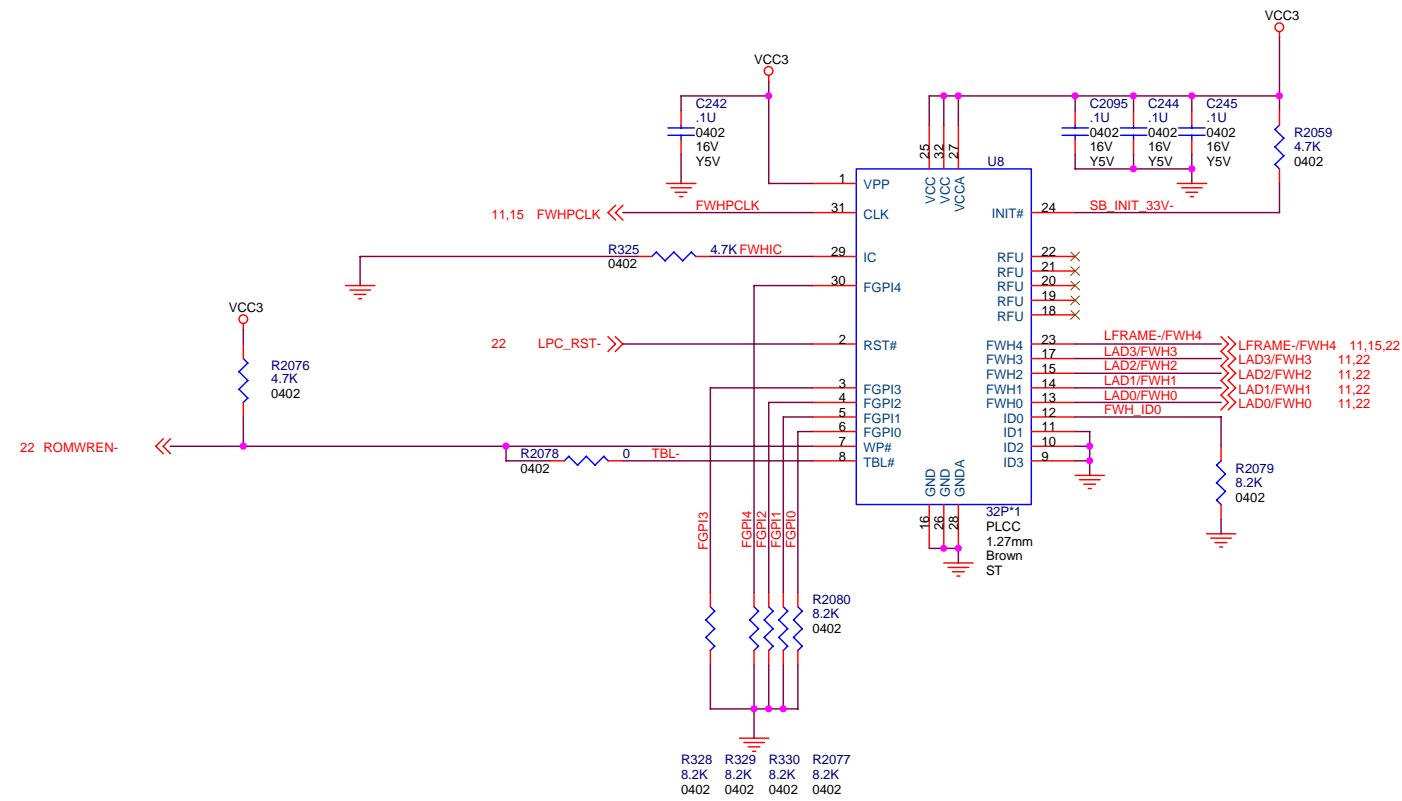 VCC3
VCC3
C242
.1U
0402
16V
Y5V
C2095
.1U
0402
16V
Y5V
C244
.1U
0402
16V
Y5V
C245
.1U
0402
16V
Y5V
R2059
4.7K
0402
U8
25
32
27
VCC
VCC
VCCA
1 VPP
11,15 FWHPCLK
FWHPCLK
31 CLK
INIT# 24
SB_INIT_33V-
R325
0402
4.7K
FWHIC
29 IC
30 FGPI4
RFU 22
RFU 21
RFU 20
RFU 19
RFU 18
VCC3
22 LPC_RST-
2 RST#
FWH4 23 LFRAME-/FWH4 LFRAME-/FWH4 11,15,22
FWH3 17 LAD3/FWH3 LAD3/FWH3 11,22
FWH2 15 LAD2/FWH2 LAD2/FWH2 11,22
FWH1 14 LAD1/FWH1 LAD1/FWH1 11,22
FWH0 13 LAD0/FWH0 LAD0/FWH0 11,22
R2076
4.7K
0402
3 FGPI3
4 FGPI2
5 FGPI1
6 FGPI0
7 WP#
8 TBL#
ID0 12 FWH_ID0
ID1 11
ID2 10
ID3 9
22 ROMWREN-
R2078
0402
0
TBL-
R2079
8.2K
0402
GND
GND
GNDA
16
26
28
32P*1
PLCC
1.27mm
Brown
ST
FGPI3
FGPI4
FGPI2
FGPI1
FGPI0
R2080
8.2K
0402
R328 R329 R330 R2077
8.2K 8.2K 8.2K 8.2K
0402 0402 0402 0402